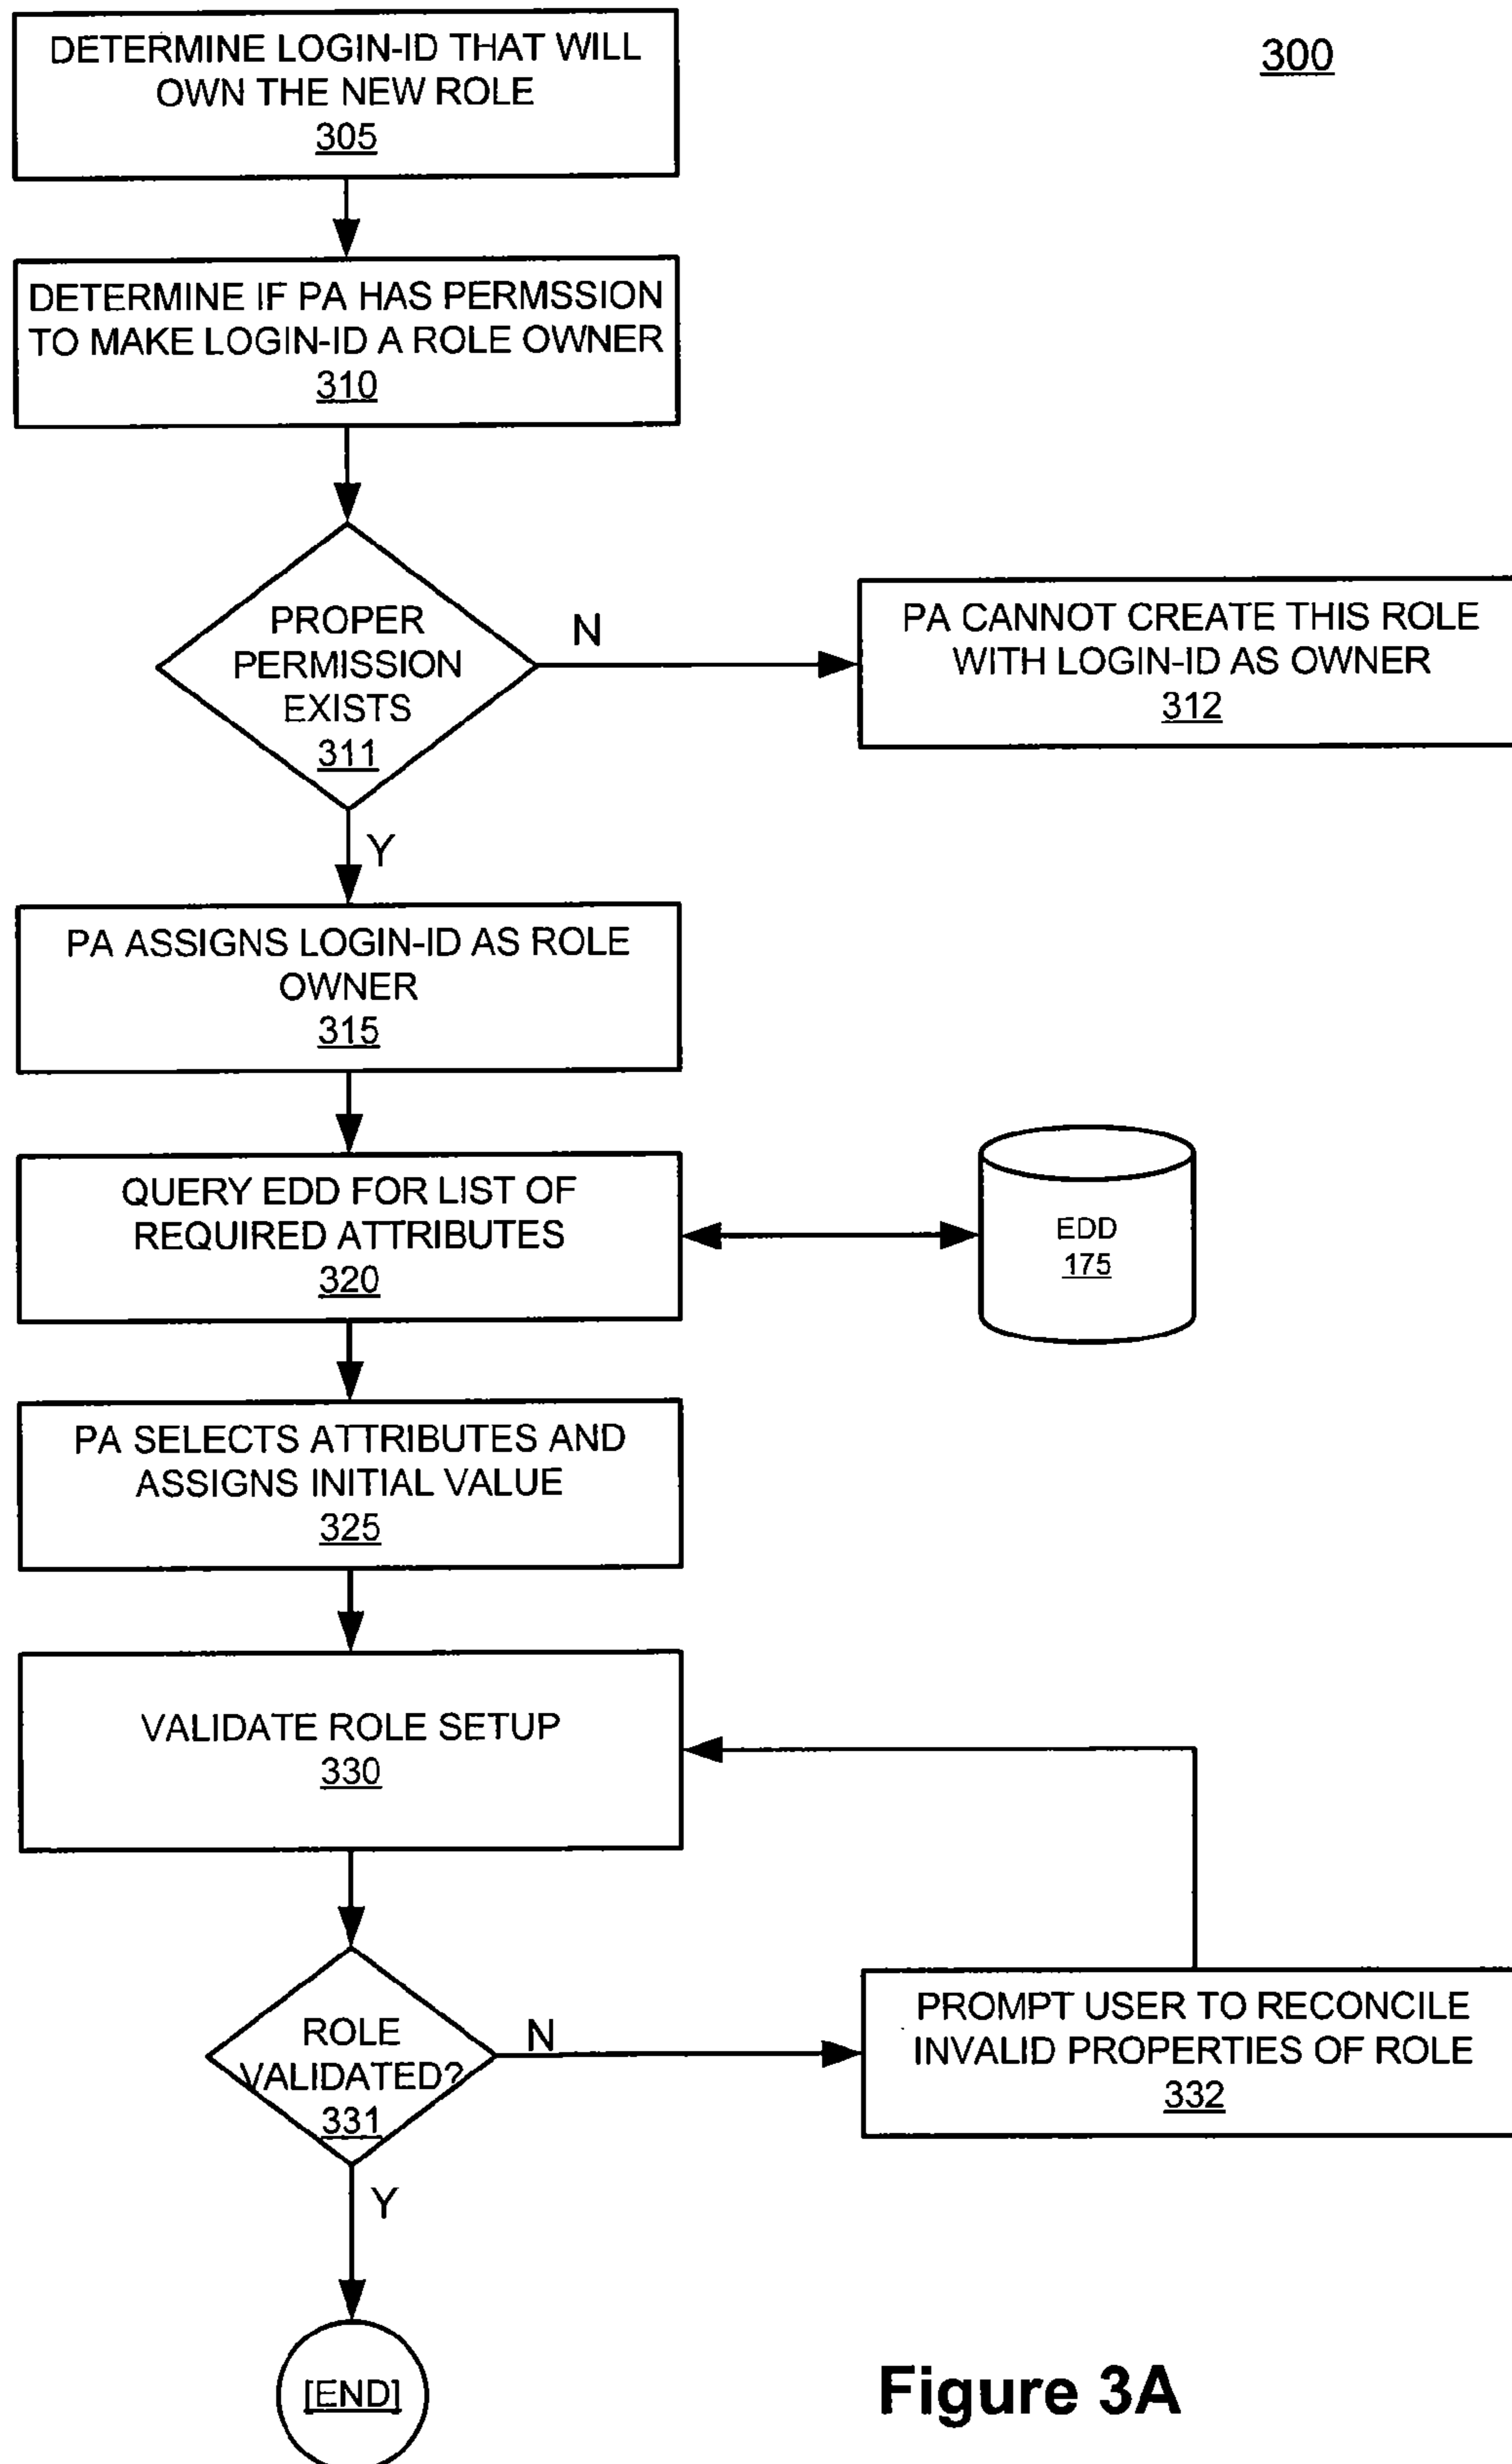 300
DETERMINE LOGIN-ID THAT WILL
OWN THE NEW ROLE
305
DETERMINE IF PA HAS PERMSSION
TO MAKE LOGIN-ID A ROLE OWNER
310
PROPER
PERMISSION
EXISTS
311
N
PA CANNOT CREATE THIS ROLE
WITH LOGIN-ID AS OWNER
312
Y
PA ASSIGNS LOGIN-ID AS ROLE
OWNER
315
QUERY EDD FOR LIST OF
REQUIRED ATTRIBUTES
320
EDD
175
PA SELECTS ATTRIBUTES AND
ASSIGNS INITIAL VALUE
325
VALIDATE ROLE SETUP
330
ROLE
VALIDATED?
331
N
PROMPT USER TO RECONCILE
INVALID PROPERTIES OF ROLE
332
Y
[END]
Figure 3A